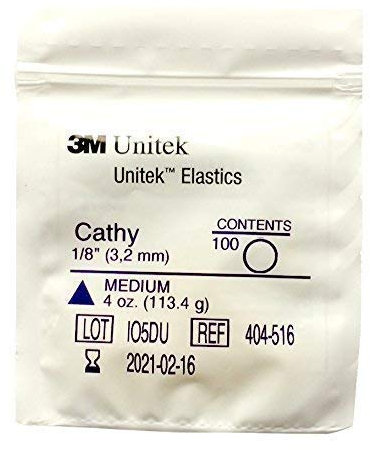 3M Unitek
Unitek™ Elastics
Cathy
1/8" (3,2 mm)
CONTENTS
100
MEDIUM
4 oz. (113.4 g)
LOT IO5DU REF 404-516
2021-02-16